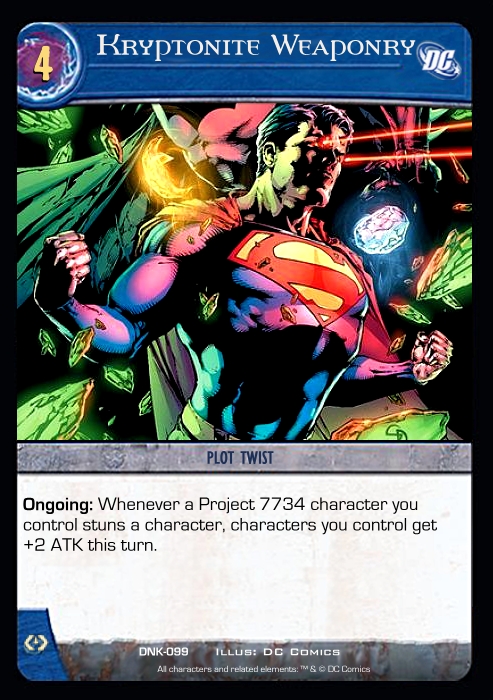 4
Kryptonite Weaponry
DC
S
PLOT TWIST
Ongoing: Whenever a Project 7734 character you
control stuns a character, characters you control get
+2 ATK this turn.
DNK-099 Illus: DC Comics
All characters and related elements: ™ & © DC Comics